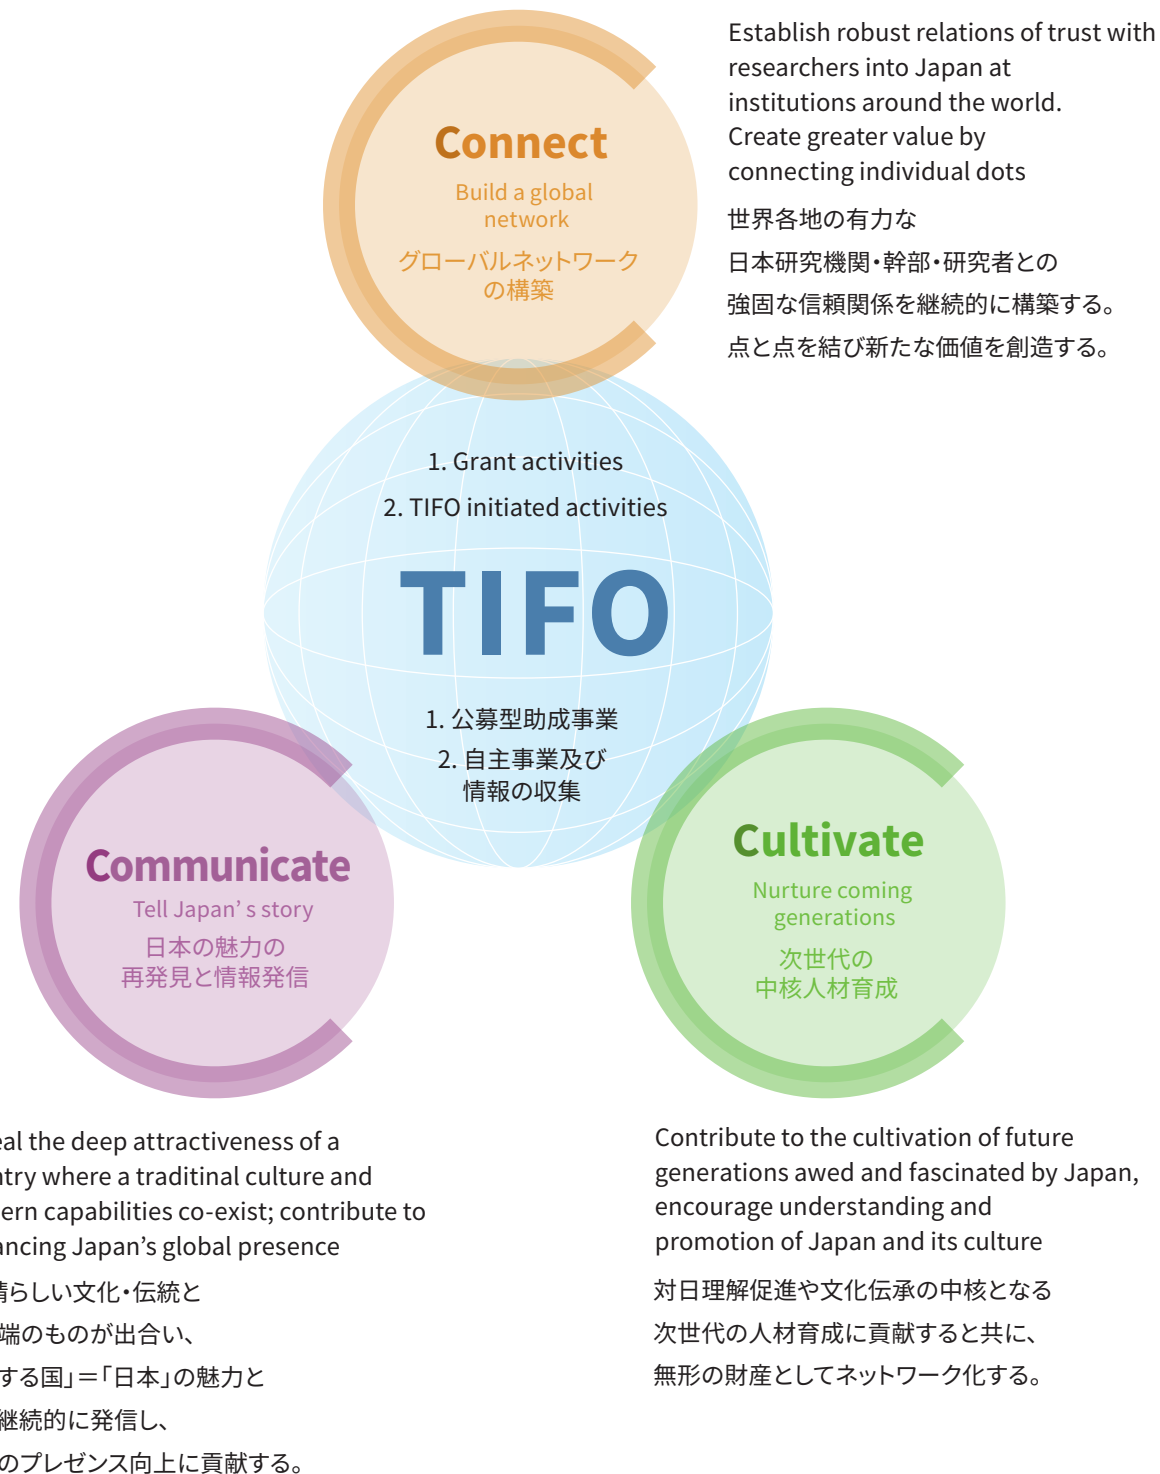 Connect
Build a global
network
グローバルネットワーク
の構築
Establish robust relations of trust with
researchers into Japan at
institutions around the world.
Create greater value by
connecting individual dots
世界各地の有力な
日本研究機関・幹部・研究者との
強固な信頼関係を継続的に構築する。
点と点を結び新たな価値を創造する。
1. Grant activities
2. TIFO initiated activities
TIFO
1. 公募型助成事業
2. 自主事業及び
情報の収集
Communicate
Tell Japan's story
日本の魅力の
再発見と情報発信
Cultivate
Nurture coming
generations
次世代の
中核人材育成
the deep attractiveness of a
where a traditinal culture and
capabilities co-exist; contribute to
Japan's global presence
らしい文化・伝統と
端のものが出合い、
する国」＝「日本」の魅力と
継続的に発信し、
のプレゼンス向上に貢献する。
Contribute to the cultivation of future
generations awed and fascinated by Japan,
encourage understanding and
promotion of Japan and its culture
対日理解促進や文化伝承の中核となる
次世代の人材育成に貢献すると共に、
無形の財産としてネットワーク化する。